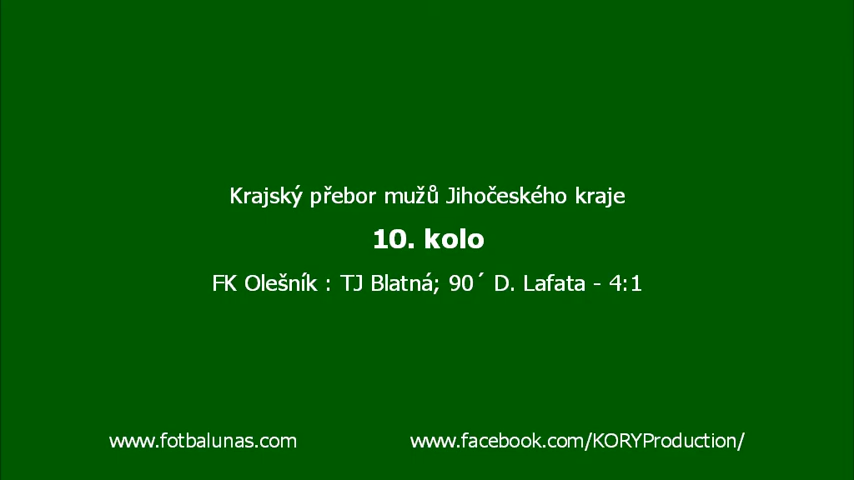 Krajský přebor mužů Jihočeského kraje
10. kolo
FK Olešník : TJ Blatná; 90´ D. Lafata - 4:1
www.fotbalunas.com www.facebook.com/KORYProduction/